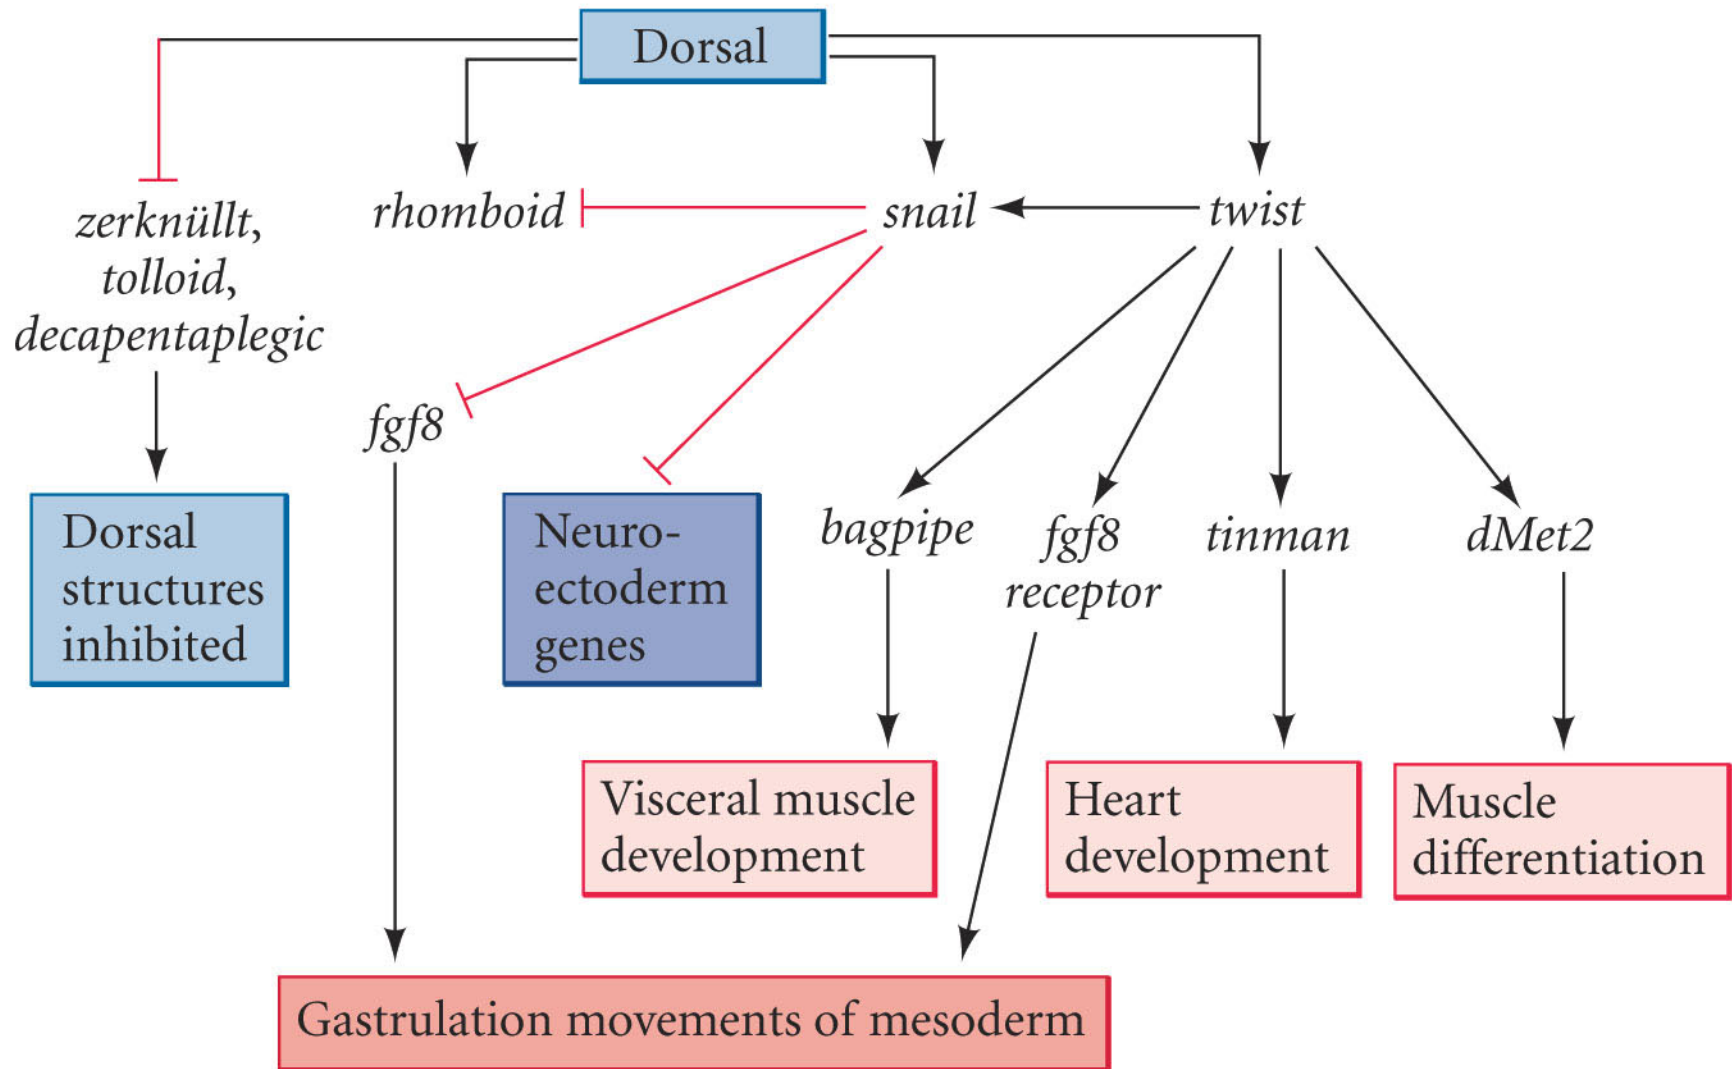 Dorsal
zerknüllt,
tolloid,
decapentaplegic
rhomboid
snail
twist
fgf8
Dorsal
structures
inhibited
Neuro-
ectoderm
genes
bagpipe
fgf8
receptor
tinman
dMet2
Visceral muscle
development
Heart
development
Muscle
differentiation
Gastrulation movements of mesoderm